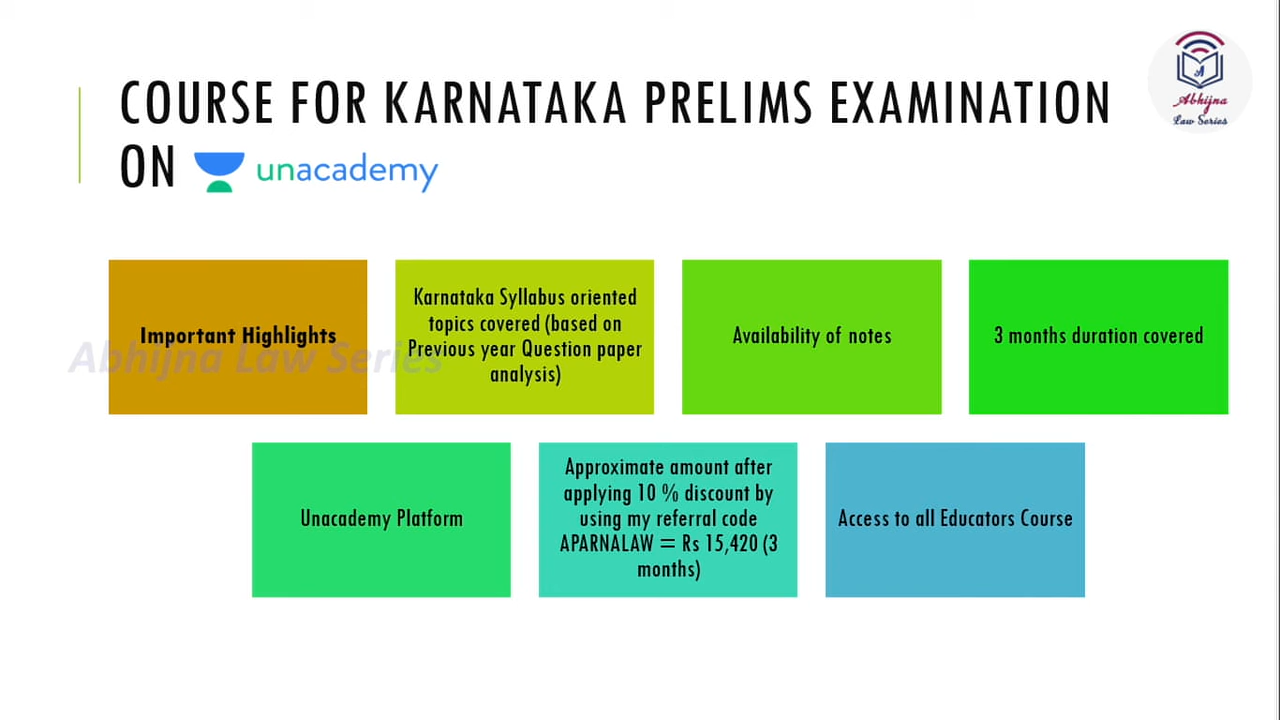 COURSE FOR KARNATAKA PRELIMS EXAMINATION
ON unacademy
Abhijna
Law Series
Important Highlights
Abhijna Law Series
Karnataka Syllabus oriented
topics covered (based on
Previous year Question paper
analysis)
Availability of notes
3 months duration covered
Unacademy Platform
Approximate amount after
applying 10 % discount by
using my referral code
APARNALAW = Rs 15,420 (3
months)
Access to all Educators Course